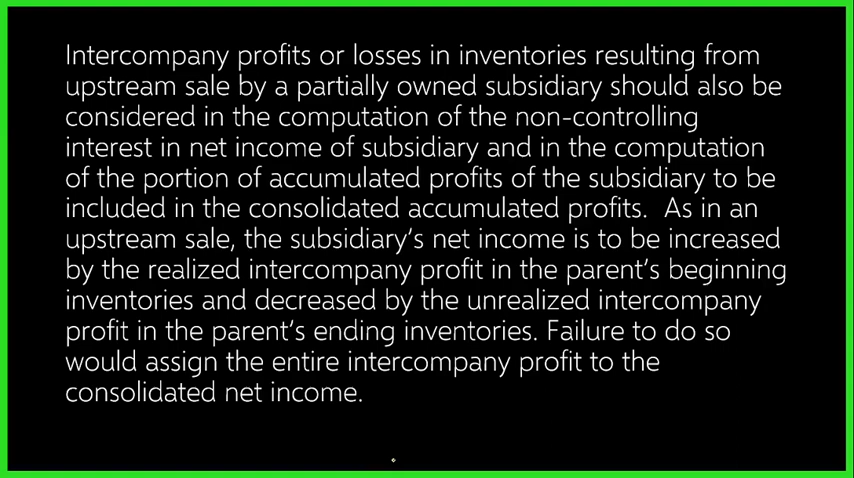 Intercompany profits or losses in inventories resulting from
upstream sale by a partially owned subsidiary should also be
considered in the computation of the non-controlling
interest in net income of subsidiary and in the computation
of the portion of accumulated profits of the subsidiary to be
included in the consolidated accumulated profits.  As in an
upstream sale, the subsidiary's net income is to be increased
by the realized intercompany profit in the parent's beginning
inventories and decreased by the unrealized intercompany
profit in the parent's ending inventories. Failure to do so
would assign the entire intercompany profit to the
consolidated net income.